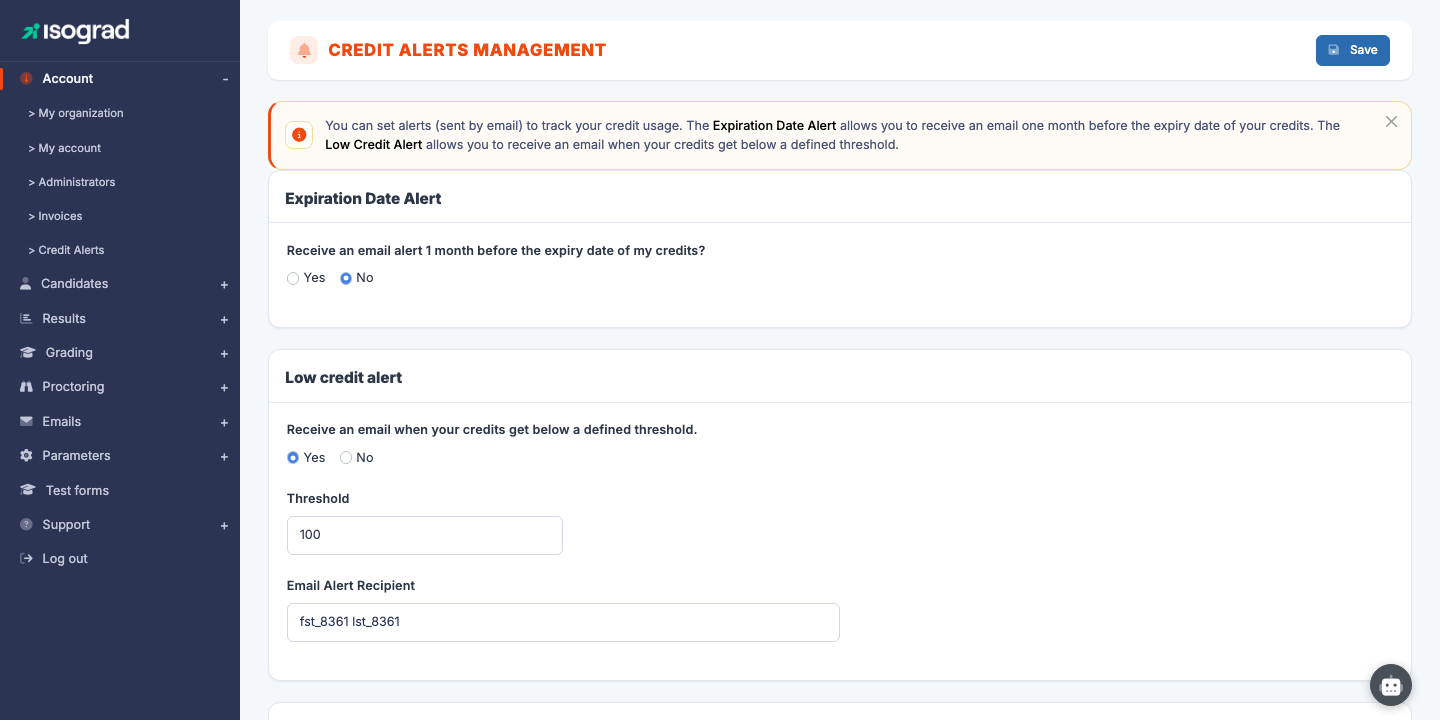 isograd
Account -
> My organization
> My account
> Administrators
> Invoices
> Credit Alerts
Candidates +
Results +
Grading +
Proctoring +
Emails +
Parameters +
Test forms
Support +
Log out
CREDIT ALERTS MANAGEMENT
Save
You can set alerts (sent by email) to track your credit usage. The Expiration Date Alert allows you to receive an email one month before the expiry date of your credits. The
Low Credit Alert allows you to receive an email when your credits get below a defined threshold.
Expiration Date Alert
Receive an email alert 1 month before the expiry date of my credits?
Yes No
Low credit alert
Receive an email when your credits get below a defined threshold.
Yes No
Threshold
100
Email Alert Recipient
fst_8361 lst_8361